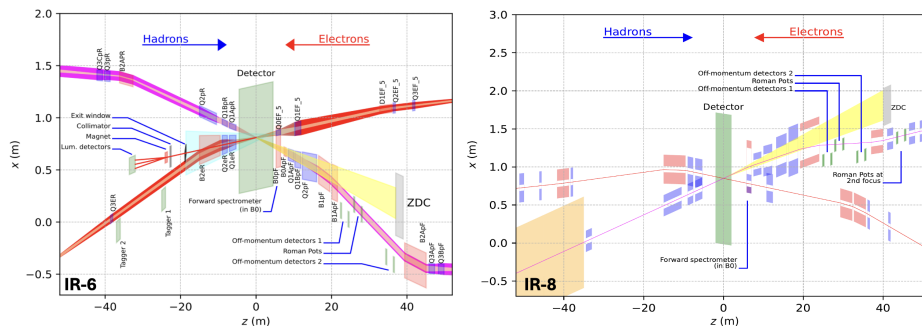 Hadrons
Electrons
1.5
1.0
0.5
0.0
−0.5
x (m)
−40
−20
0
20
40
z (m)
Detector
Q3CpR
Q3pR
B2APR
Q2pR
Q1BpR
Q1ApR
Q0EF_5
Q1EF_5
D1EF_5
Q2EF_5
Q3EF_5
Exit window
Collimator
Magnet
Lum. detectors
Q3ER
Tagger 2
Tagger 1
B2eR
Q2eR
Q1eR
B0pF
B0ApF
Q1ApF
Q1BpF
Q2pF
B1pF
B1ApF
B2ApF
Q3ApF
Q3BpF
ZDC
Forward spectrometer
(in B0)
Off-momentum detectors 1
Roman Pots
Off-momentum detectors 2
IR-6
Hadrons
Electrons
3.0
2.5
2.0
1.5
1.0
0.5
0.0
−0.5
x (m)
−40
−20
0
20
40
z (m)
Off-momentum detectors 2
Roman Pots
Off-momentum detectors 1
Detector
ZDC
Roman Pots at
2nd focus
Forward spectrometer
(in B0)
IR-8